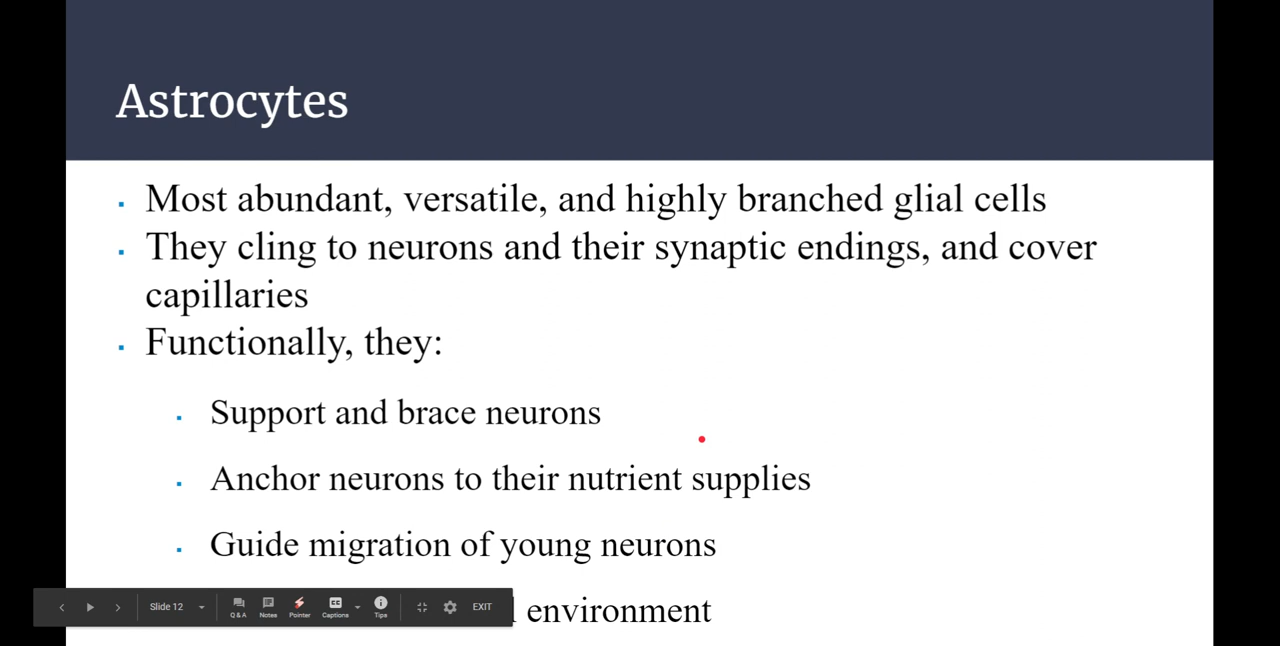 Astrocytes
Most abundant, versatile, and highly branched glial cells
They cling to neurons and their synaptic endings, and cover
capillaries
Functionally, they:
Support and brace neurons
Anchor neurons to their nutrient supplies
Guide migration of young neurons
environment
Slide 12
Q&A
Notes
Pointer
Captions
Tips
EXIT